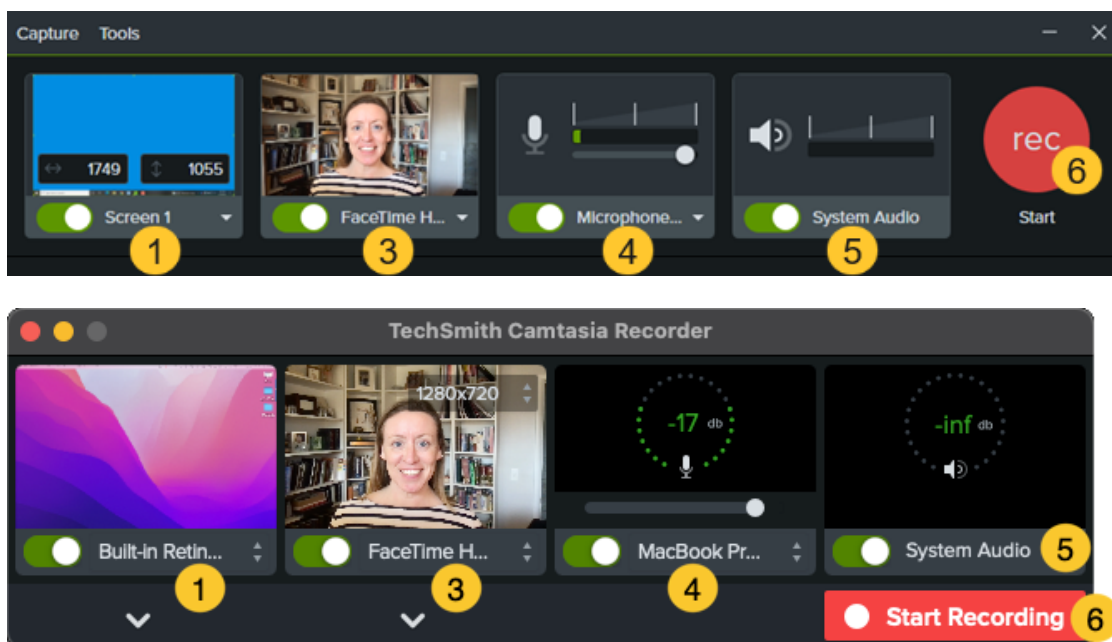 Capture Tools
1749 1055
rec
6
Screen 1
FaceTime H...
Microphone...
System Audio
Start
1
3
4
5
TechSmith Camtasia Recorder
1280x720
-17 db
-inf db
Built-in Retin...
FaceTime H...
MacBook Pr...
System Audio
5
1
3
4
Start Recording
6